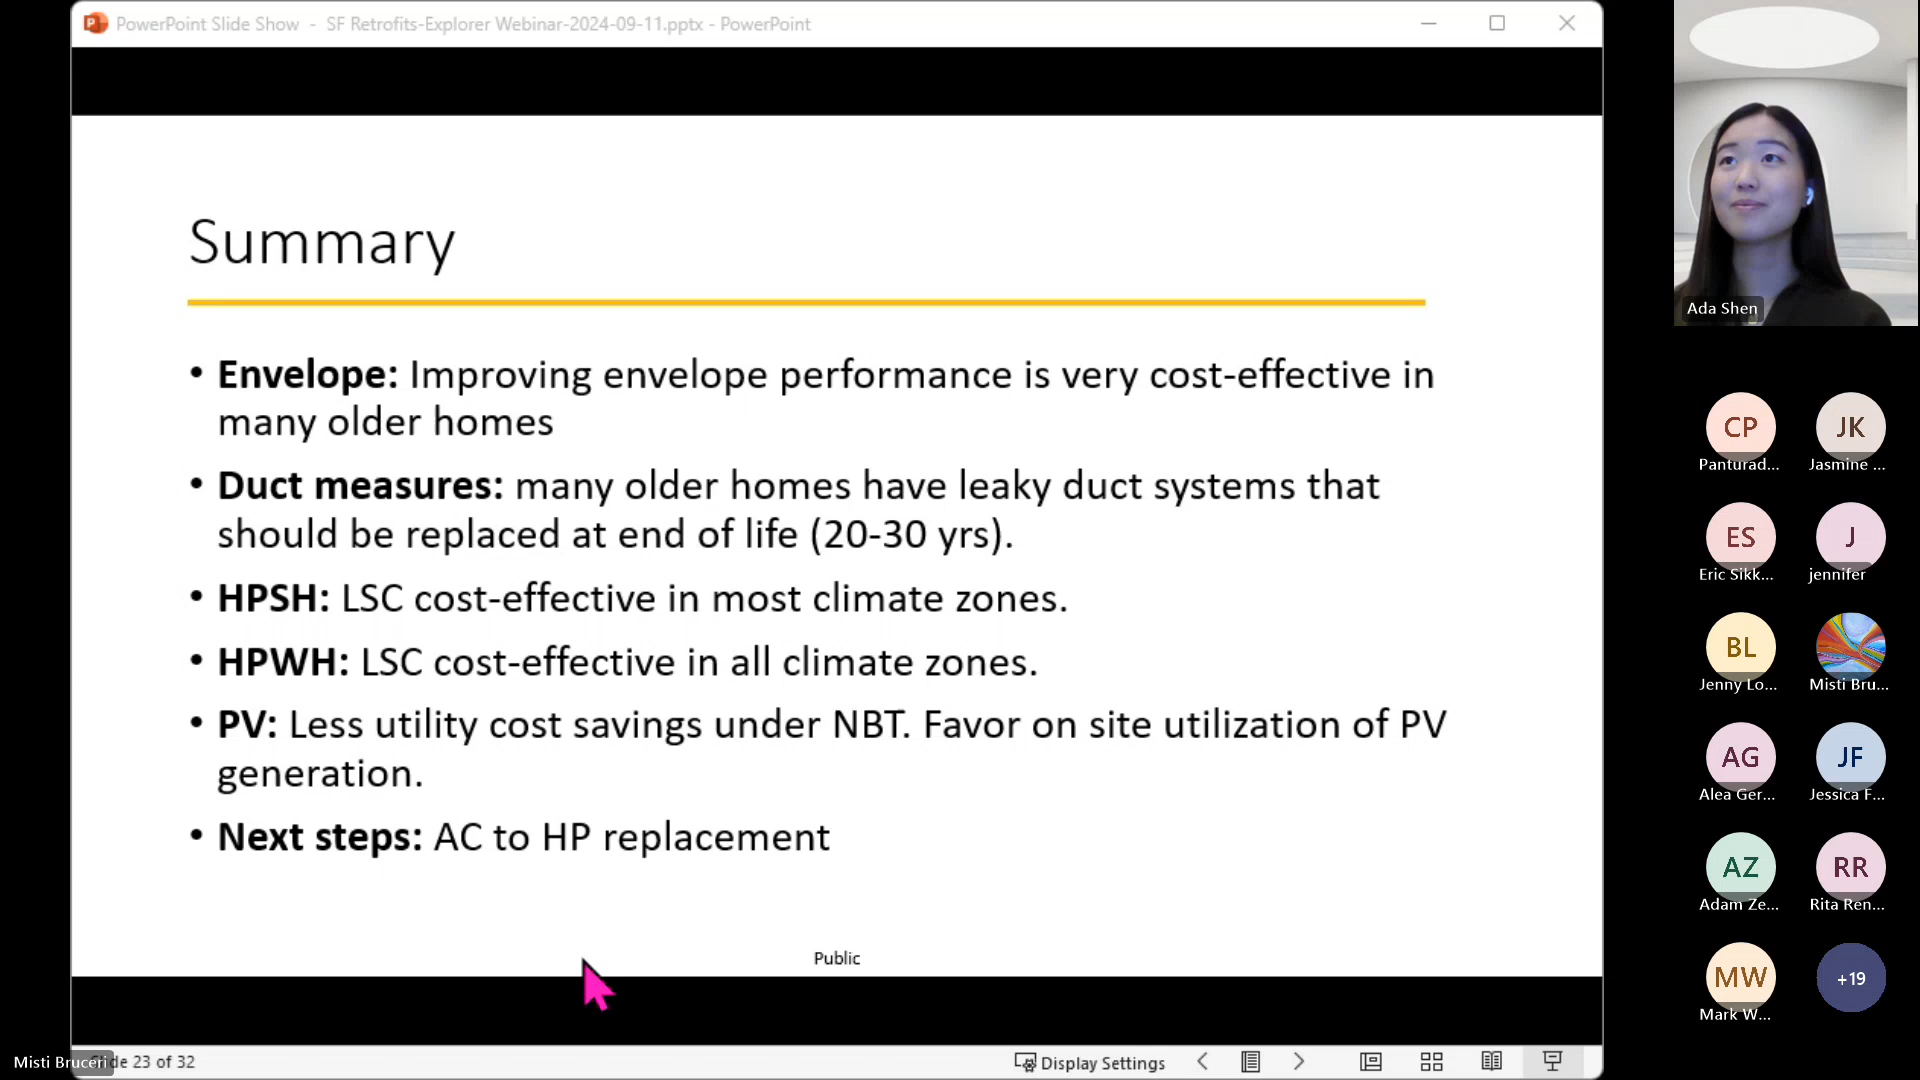 PowerPoint Slide Show - SF Retrofits-Explorer Webinar-2024-09-11.pptx - PowerPoint
Summary
• Envelope: Improving envelope performance is very cost-effective in
many older homes
• Duct measures: many older homes have leaky duct systems that
should be replaced at end of life (20-30 yrs).
• HPSH: LSC cost-effective in most climate zones.
• HPWH: LSC cost-effective in all climate zones.
• PV: Less utility cost savings under NBT. Favor on site utilization of PV
generation.
• Next steps: AC to HP replacement
Public
Misti Bruceri
de 23 of 32
Display Settings
Ada Shen
CP
Panturad...
JK
Jasmine ...
ES
Eric Sikk...
J
jennifer
BL
Jenny Lo...
Misti Bru...
AG
Alea Ger...
JF
Jessica F...
AZ
Adam Ze...
RR
Rita Ren...
MW
Mark W...
+19